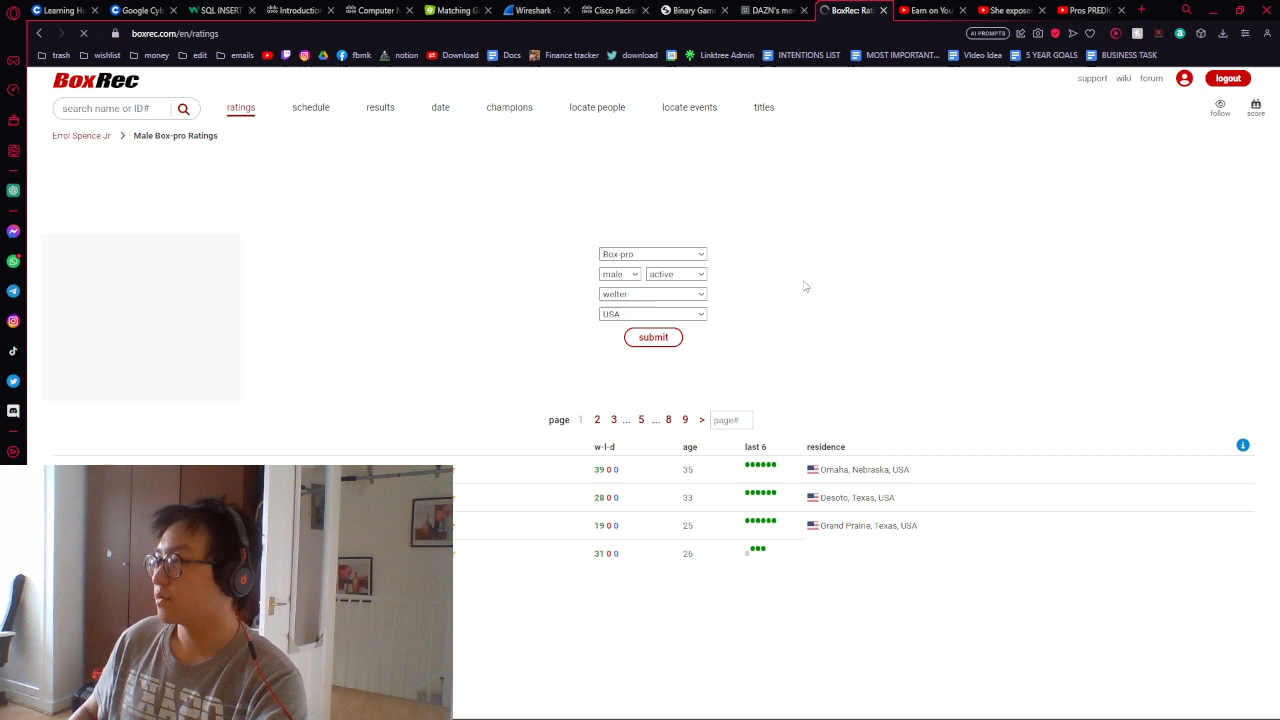 Learning Ho
Google Cyb
SQL INSERT
Introduction
Computer N
Matching G
Wireshark -
Cisco Packe
Binary Game
DAZN's mer
BoxRec: Rati
Earn on You
She expose
Pros PREDIC
boxrec.com/en/ratings
AI PROMPTS
trash
wishlist
money
edit
emails
fbmk
notion
Download
Docs
Finance tracker
download
Linktree Admin
INTENTIONS LIST
MOST IMPORTANT...
VIdeo Idea
5 YEAR GOALS
BUSINESS TASK
BoxRec
support wiki forum logout
search name or ID#
ratings schedule results date champions locate people locate events titles
follow score
Errol Spence Jr > Male Box-pro Ratings
Box-pro
male active
welter
USA
submit
page 1 2 3 ... 5 ... 8 9 > page#
w-l-d age last 6 residence
39 0 0 35 Omaha, Nebraska, USA
28 0 0 33 Desoto, Texas, USA
19 0 0 25 Grand Prairie, Texas, USA
31 0 0 26